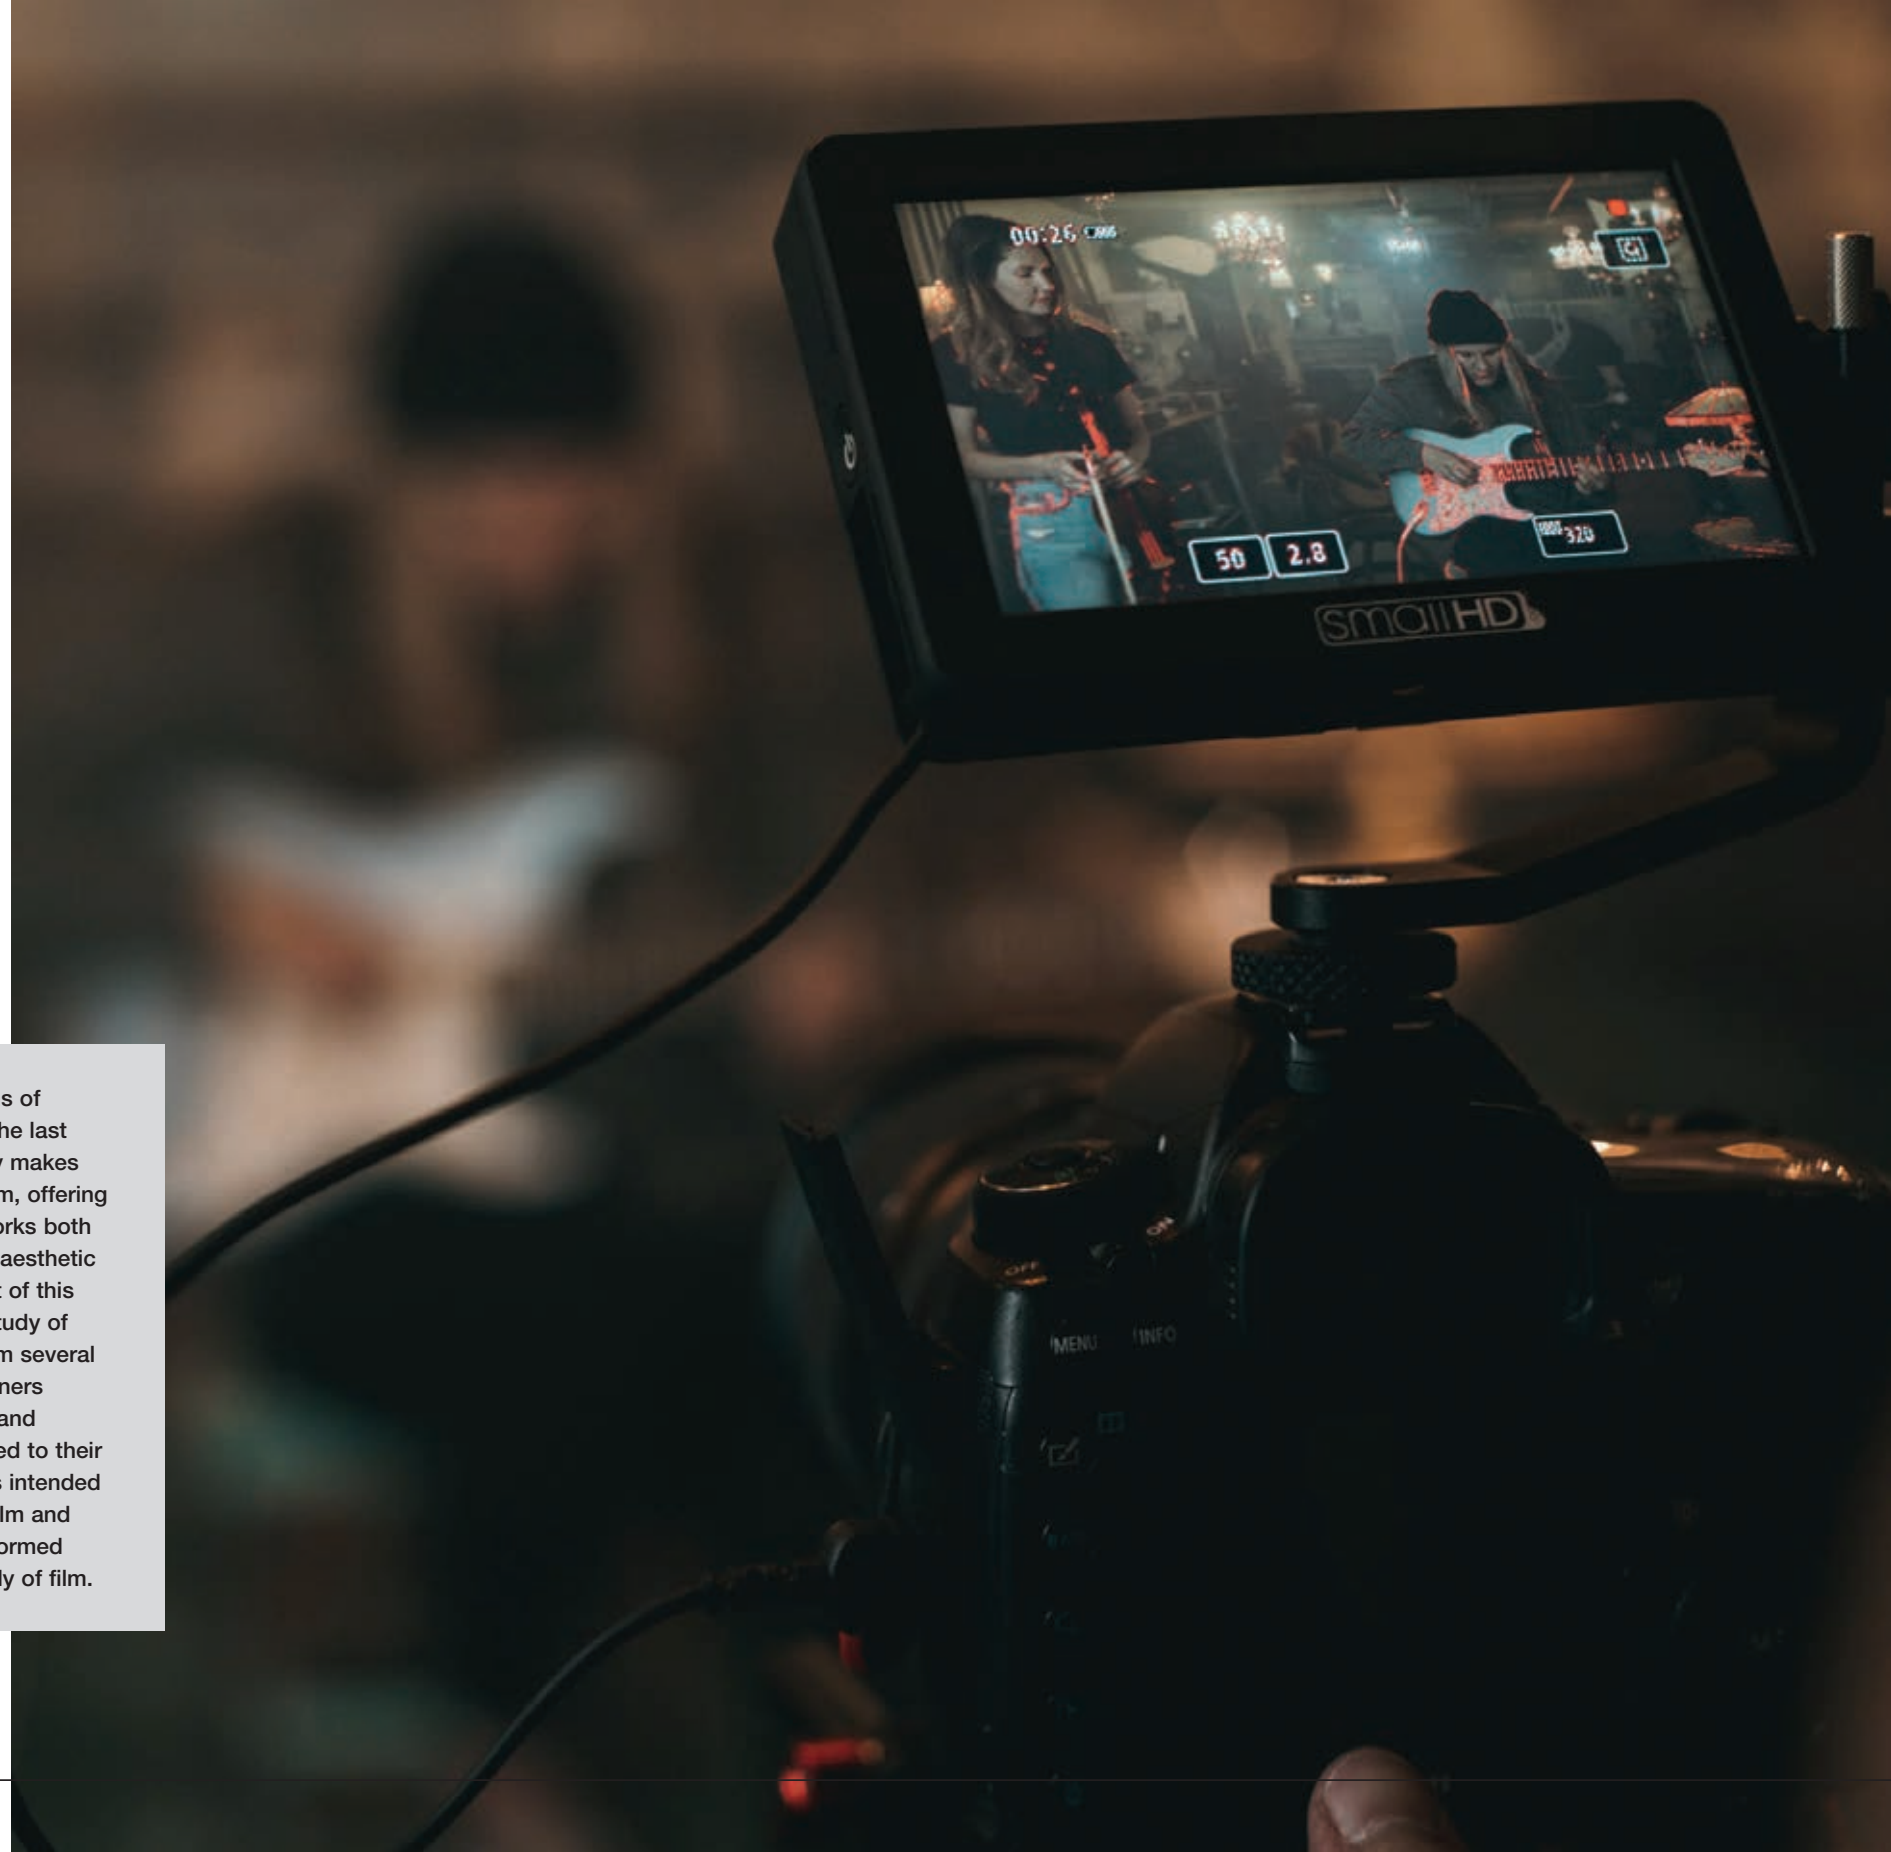 00:26
50 2.8
320
smallHD
ON
OFF
MENU INFO
s of
he last
y makes
m, offering
orks both
aesthetic
t of this
tudy of
m several
ners
and
ed to their
s intended
lm and
ormed
ly of film.